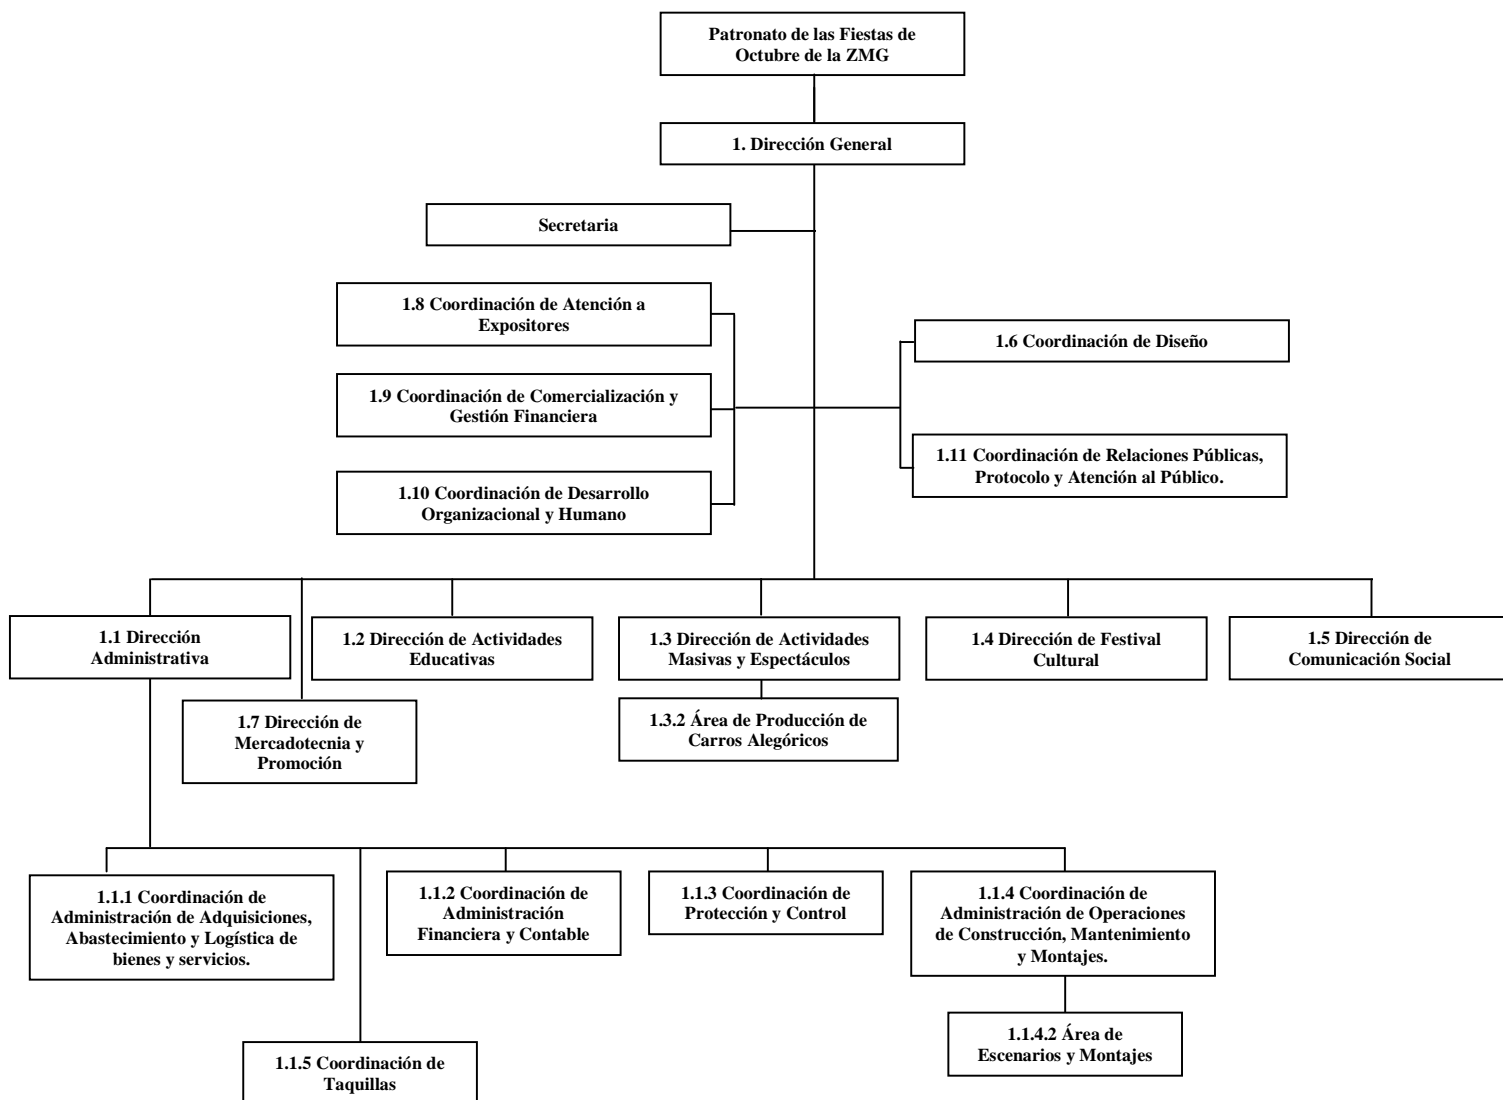 Patronato de las Fiestas de
Octubre de la ZMG
1. Dirección General
Secretaria
1.8 Coordinación de Atención a
Expositores
1.6 Coordinación de Diseño
1.9 Coordinación de Comercialización y
Gestión Financiera
1.11 Coordinación de Relaciones Públicas,
Protocolo y Atención al Público.
1.10 Coordinación de Desarrollo
Organizacional y Humano
1.1 Dirección
Administrativa
1.2 Dirección de Actividades
Educativas
1.3 Dirección de Actividades
Masivas y Espectáculos
1.4 Dirección de Festival
Cultural
1.5 Dirección de
Comunicación Social
1.7 Dirección de
Mercadotecnia y
Promoción
1.3.2 Área de Producción de
Carros Alegóricos
1.1.1 Coordinación de
Administración de Adquisiciones,
Abastecimiento y Logística de
bienes y servicios.
1.1.2 Coordinación de
Administración
Financiera y Contable
1.1.3 Coordinación de
Protección y Control
1.1.4 Coordinación de
Administración de Operaciones
de Construcción, Mantenimiento
y Montajes.
1.1.4.2 Área de
Escenarios y Montajes
1.1.5 Coordinación de
Taquillas